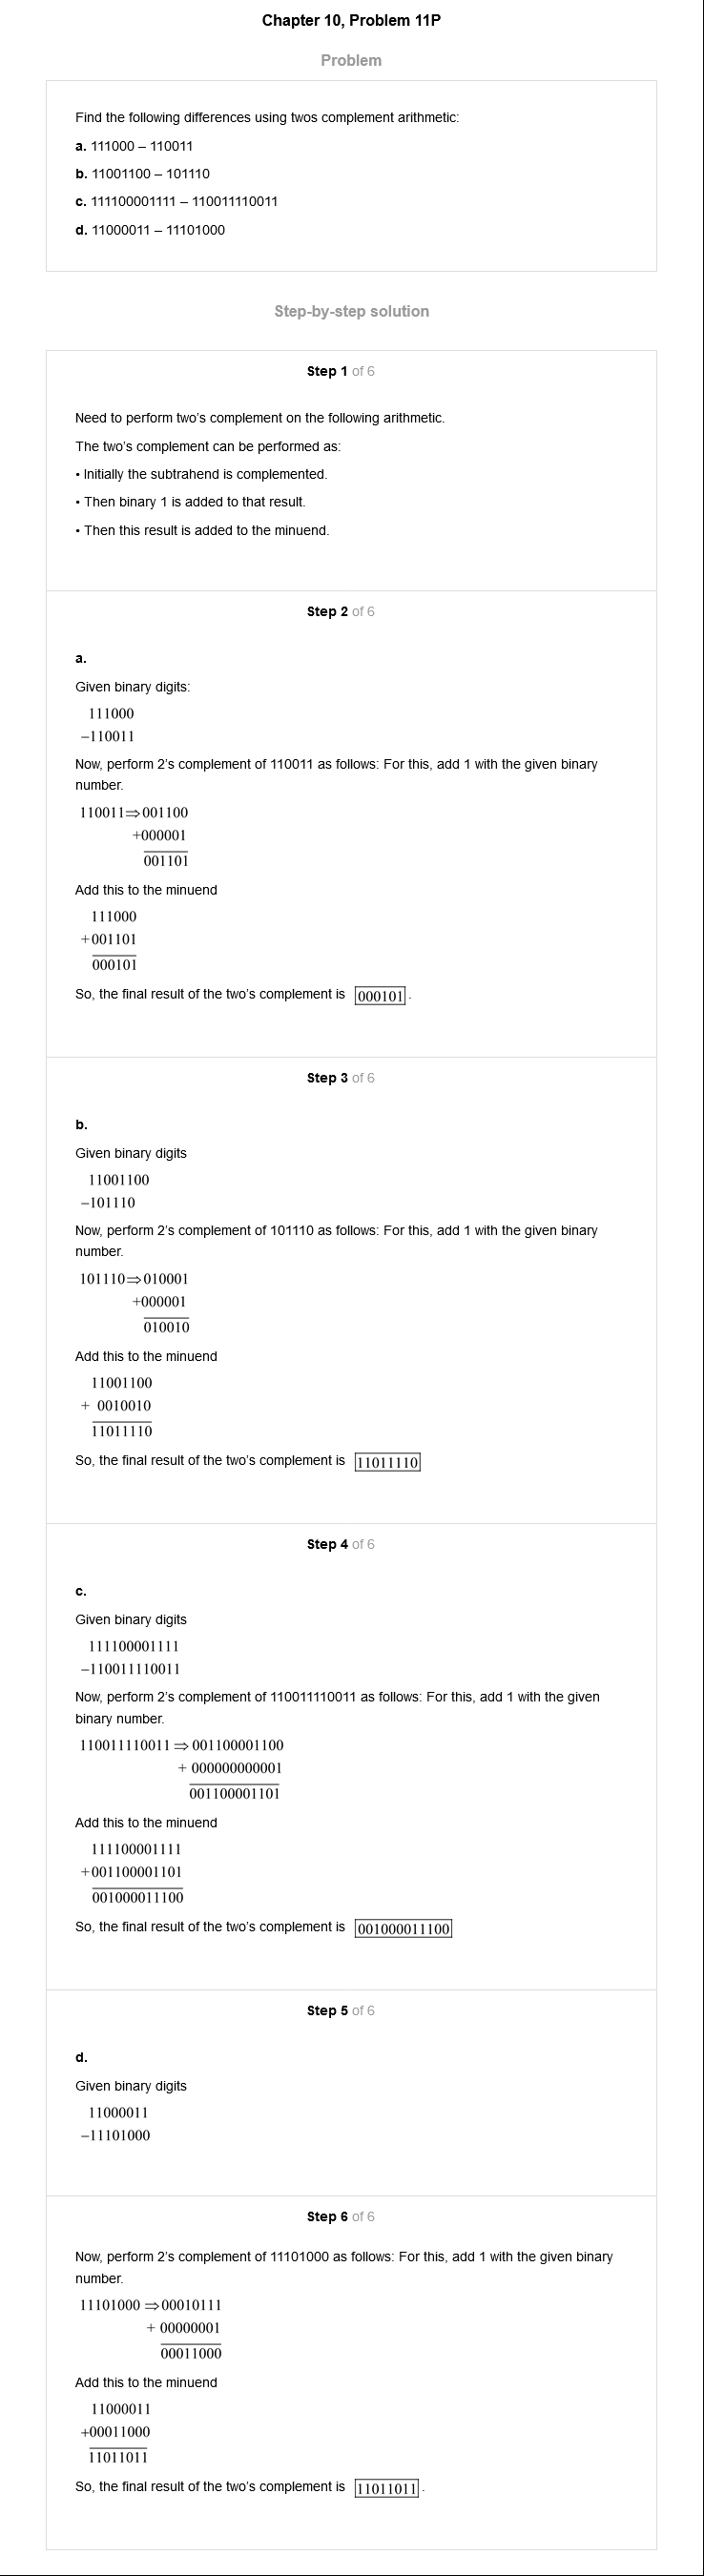 Chapter 10, Problem 11P
Problem
Find the following differences using twos complement arithmetic:
a. 111000 – 110011
b. 11001100 – 101110
c. 111100001111 – 110011110011
d. 11000011 – 11101000
Step-by-step solution
Step 1 of 6
Need to perform two's complement on the following arithmetic.
The two's complement can be performed as:
• Initially the subtrahend is complemented.
• Then binary 1 is added to that result.
• Then this result is added to the minuend.
Step 2 of 6
a.
Given binary digits:
111000
−110011
Now, perform 2's complement of 110011 as follows: For this, add 1 with the given binary
number.
110011⇒001100
+000001
001101
Add this to the minuend
111000
+001101
000101
So, the final result of the two's complement is 000101.
Step 3 of 6
b.
Given binary digits
11001100
−101110
Now, perform 2's complement of 101110 as follows: For this, add 1 with the given binary
number.
101110⇒010001
+000001
010010
Add this to the minuend
11001100
+ 0010010
11011110
So, the final result of the two's complement is 11011110
Step 4 of 6
c.
Given binary digits
111100001111
−110011110011
Now, perform 2's complement of 110011110011 as follows: For this, add 1 with the given
binary number.
110011110011 ⇒ 001100001100
+ 000000000001
001100001101
Add this to the minuend
111100001111
+001100001101
001000011100
So, the final result of the two's complement is 001000011100
Step 5 of 6
d.
Given binary digits
11000011
−11101000
Step 6 of 6
Now, perform 2's complement of 11101000 as follows: For this, add 1 with the given binary
number.
11101000 ⇒00010111
+ 00000001
00011000
Add this to the minuend
11000011
+00011000
11011011
So, the final result of the two's complement is 11011011.